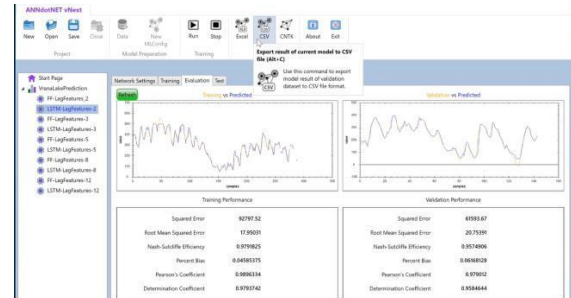 ANNdotNET vNext
New Open Save Close Data New MLConfig Run Stop Excel CSV CNTK About Exit
Project Model Preparation Training
Export result of current model to CSV file (Alt+C)
CSV
Use this command to export model result of validation dataset to CSV file format.
Start Page
VranaLakePrediction
FF-LagFeatures_2
LSTM-LagFeatures-2
FF-LagFeatures-3
LSTM-LagFeatures-3
FF-LagFeatures-5
LSTM-LagFeatures-5
FF-LagFeatures-8
LSTM-LagFeatures-8
FF-LagFeatures-12
LSTM-LagFeatures-12
Network Settings Training Evaluation Test
Refresh
Training vs Predicted
Validation vs Predicted
samples
samples
Training Performance
Validation Performance
Squared Error 92797.52
Root Mean Squared Error 17.95031
Nash-Sutcliffe Efficiency 0.9791825
Percent Bias 0.04585375
Pearson's Coefficient 0.9896334
Determination Coefficient 0.9793742
Squared Error 61593.67
Root Mean Squared Error 20.75391
Nash-Sutcliffe Efficiency 0.9574906
Percent Bias 0.06168128
Pearson's Coefficient 0.979012
Determination Coefficient 0.9584644